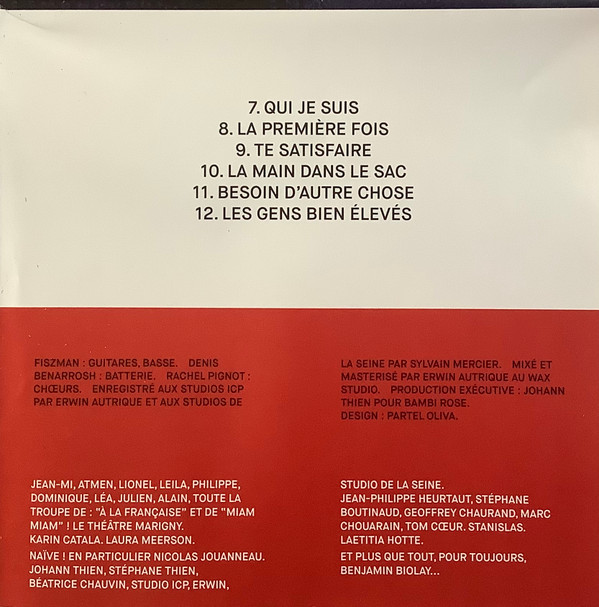 7. QUI JE SUIS
8. LA PREMIÈRE FOIS
9. TE SATISFAIRE
10. LA MAIN DANS LE SAC
11. BESOIN D'AUTRE CHOSE
12. LES GENS BIEN ÉLEVÉS
FISZMAN : GUITARES, BASSE. DENIS
BENARROSH : BATTERIE. RACHEL PIGNOT :
CHŒURS. ENREGISTRÉ AUX STUDIOS ICP
PAR ERWIN AUTRIQUE ET AUX STUDIOS DE
LA SEINE PAR SYLVAIN MERCIER. MIXÉ ET
MASTERISÉ PAR ERWIN AUTRIQUE AU WAX
STUDIO. PRODUCTION EXÉCUTIVE : JOHANN
THIEN POUR BAMBI ROSE.
DESIGN : PARTEL OLIVA.
JEAN-MI, ATMEN, LIONEL, LEILA, PHILIPPE,
DOMINIQUE, LÉA, JULIEN, ALAIN, TOUTE LA
TROUPE DE : "À LA FRANÇAISE" ET DE "MIAM
MIAM" ! LE THÉÂTRE MARIGNY.
KARIN CATALA. LAURA MEERSON.
NAÏVE ! EN PARTICULIER NICOLAS JOUANNEAU.
JOHANN THIEN, STÉPHANE THIEN,
BÉATRICE CHAUVIN, STUDIO ICP, ERWIN,
STUDIO DE LA SEINE.
JEAN-PHILIPPE HEURTAUT, STÉPHANE
BOUTINAUD, GEOFFREY CHAURAND, MARC
CHOUARAIN, TOM CŒUR. STANISLAS.
LAETITIA HOTTE.
ET PLUS QUE TOUT, POUR TOUJOURS,
BENJAMIN BIOLAY...